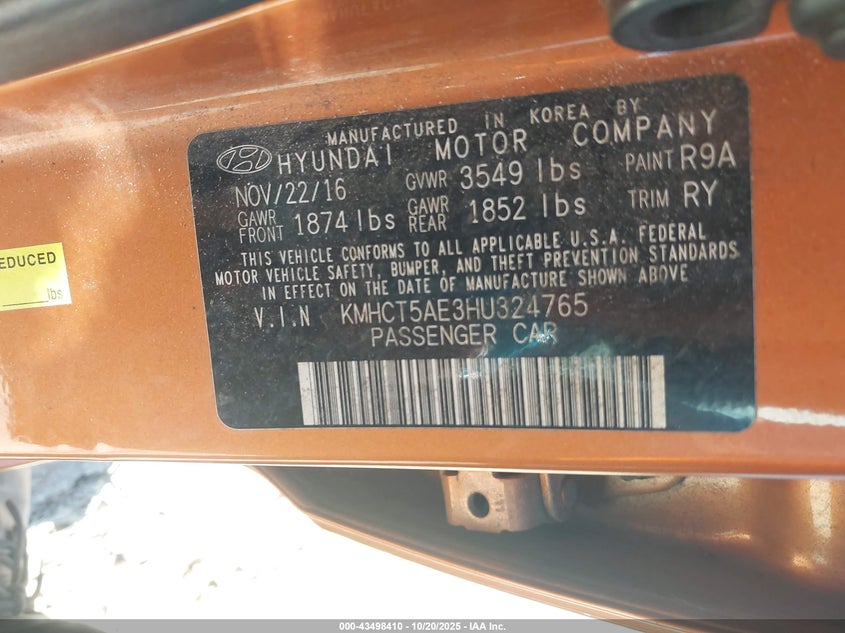 MANUFACTURED IN KOREA BY
HYUNDAI MOTOR COMPANY
NOV/22/16 GVWR 3549 lbs PAINT R9A
GAWR FRONT 1874 lbs GAWR REAR 1852 lbs TRIM RY
THIS VEHICLE CONFORMS TO ALL APPLICABLE U.S.A. FEDERAL
MOTOR VEHICLE SAFETY, BUMPER, AND THEFT PREVENTION STANDARDS
IN EFFECT ON THE DATE OF MANUFACTURE SHOWN ABOVE
V.I.N KMHCT5AE3HU324765
PASSENGER CAR
EDUCED
lbs
000-43498410 - 10/20/2025 - IAA Inc.